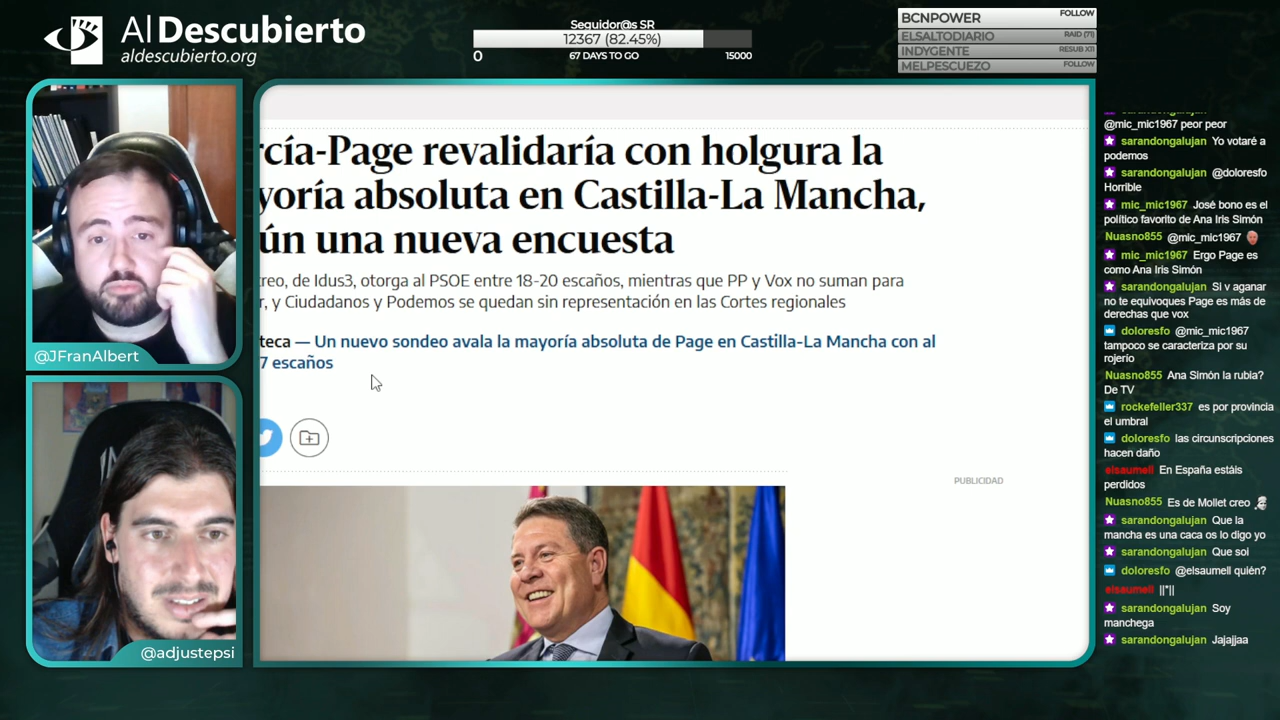 Al Descubierto
aldescubierto.org
Seguidor@s SR
12367 (82.45%)
0
67 DAYS TO GO
15000
BCNPOWER FOLLOW
ELSALTODIARIO RAID (71)
INDYGENTE RESUB X11
MELPESCUEZO FOLLOW
@JFranAlbert
@adjustepsi
rcía-Page revalidaría con holgura la
yoría absoluta en Castilla-La Mancha,
ún una nueva encuesta
creo, de Idus3, otorga al PSOE entre 18-20 escaños, mientras que PP y Vox no suman para
r, y Ciudadanos y Podemos se quedan sin representación en las Cortes regionales
teca — Un nuevo sondeo avala la mayoría absoluta de Page en Castilla-La Mancha con al
7 escaños
PUBLICIDAD
@mic_mic1967 peor peor
sarandongalujan Yo votaré a
podemos
sarandongalujan @doloresfo
Horrible
mic_mic1967 José bono es el
político favorito de Ana Iris Simón
Nuasno855 @mic_mic1967
mic_mic1967 Ergo Page es
como Ana Iris Simón
sarandongalujan Si v aganar
no te equivoques Page es más de
derechas que vox
doloresfo @mic_mic1967
tampoco se caracteriza por su
rojerío
Nuasno855 Ana Simón la rubia?
De TV
rockefeller337 es por provincia
el umbral
doloresfo las circunscripciones
hacen daño
elsaumell En España estáis
perdidos
Nuasno855 Es de Mollet creo
sarandongalujan Que la
mancha es una caca os lo digo yo
sarandongalujan Que soi
doloresfo @elsaumell quién?
elsaumell ||*||
sarandongalujan Soy
manchega
sarandongalujan Jajajjaa